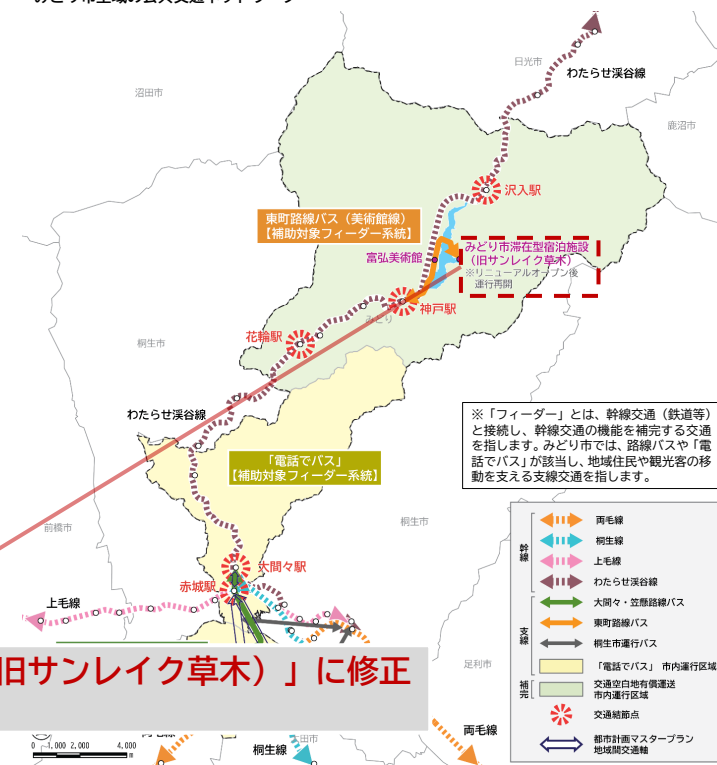 日光市
わたらせ渓谷線
沼田市
鹿沼市
沢入駅
東町路線バス（美術館線）
【補助対象フィーダー系統】
みどり市滞在型宿泊施設
（旧サンレイク草木）
※リニューアルオープン後
運行再開
富弘美術館
神戸駅
みどり
花輪駅
桐生市
わたらせ渓谷線
※「フィーダー」とは、幹線交通（鉄道等）
と接続し、幹線交通の機能を補完する交通
を指します。みどり市では、路線バスや「電
話でバス」が該当し、地域住民や観光客の移
動を支える支線交通を指します。
「電話でバス」
【補助対象フィーダー系統】
前橋市
桐生市
大間々駅
赤城駅
上毛線
幹線
両毛線
桐生線
上毛線
わたらせ渓谷線
支線
大間々・笠懸路線バス
東町路線バス
桐生市運行バス
「電話でバス」 市内運行区域
補完
交通空白地有償運送
市内運行区域
交通結節点
都市計画マスタープラン
地域間交通軸
足利市
旧サンレイク草木）」に修正
両毛線
桐生線
0 1,000 2,000 4,000
m